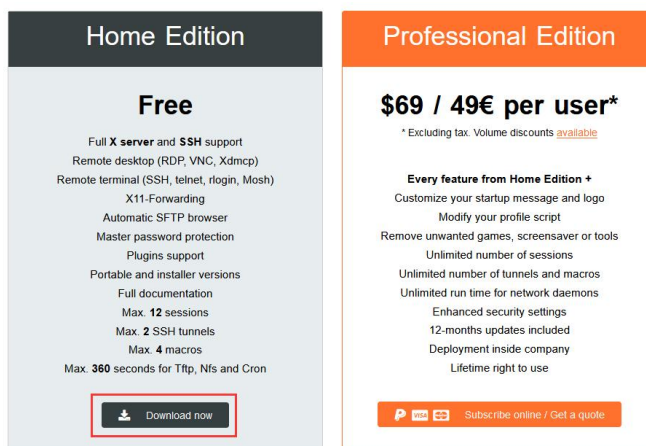 Home Edition
Free
Full X server and SSH support
Remote desktop (RDP, VNC, Xdmcp)
Remote terminal (SSH, telnet, rlogin, Mosh)
X11-Forwarding
Automatic SFTP browser
Master password protection
Plugins support
Portable and installer versions
Full documentation
Max. 12 sessions
Max. 2 SSH tunnels
Max. 4 macros
Max. 360 seconds for Tftp, Nfs and Cron
Download now
Professional Edition
$69 / 49€ per user*
* Excluding tax. Volume discounts available
Every feature from Home Edition +
Customize your startup message and logo
Modify your profile script
Remove unwanted games, screensaver or tools
Unlimited number of sessions
Unlimited number of tunnels and macros
Unlimited run time for network daemons
Enhanced security settings
12-months updates included
Deployment inside company
Lifetime right to use
VISA Subscribe online / Get a quote